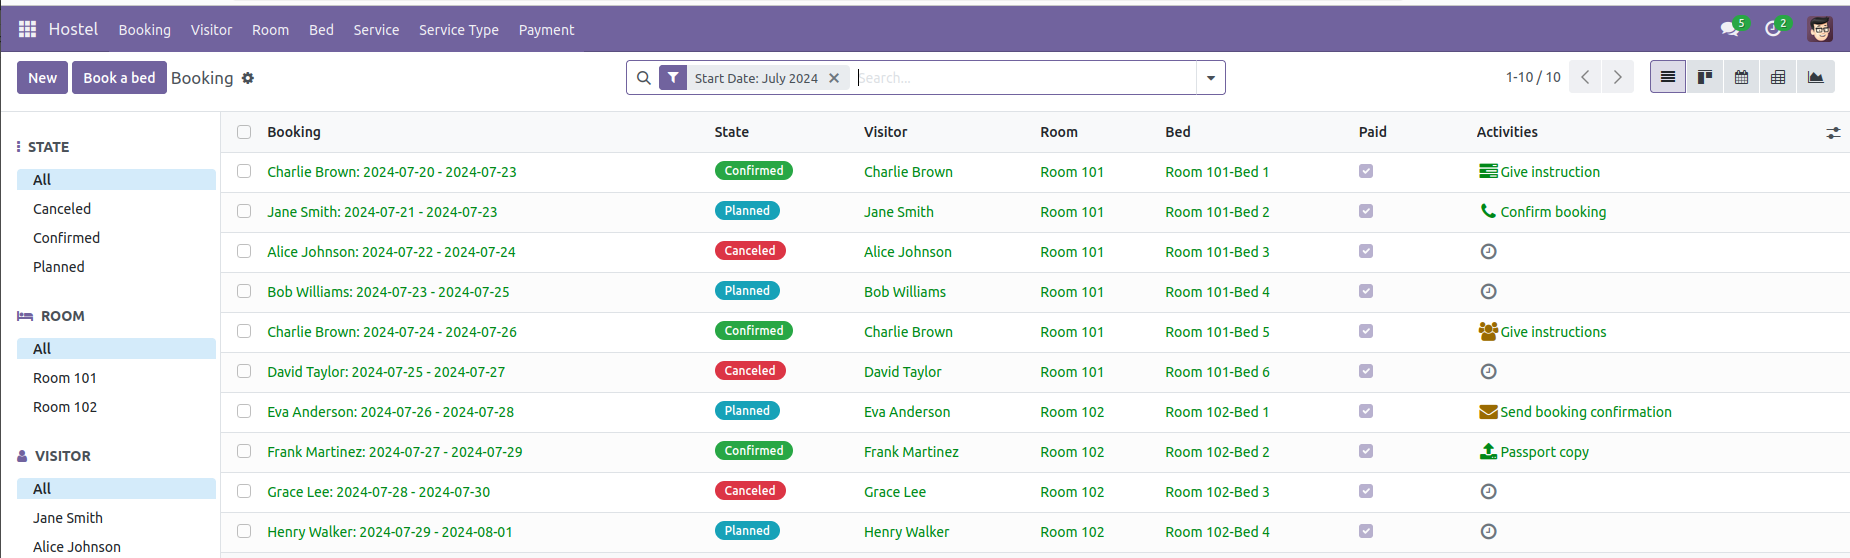 Hostel Booking Visitor Room Bed Service Service Type Payment 5 2
New Book a bed Booking Start Date: July 2024 Search... 1-10 / 10
STATE
All
Canceled
Confirmed
Planned
ROOM
All
Room 101
Room 102
VISITOR
All
Jane Smith
Alice Johnson
Booking State Visitor Room Bed Paid Activities
Charlie Brown: 2024-07-20 - 2024-07-23 Confirmed Charlie Brown Room 101 Room 101-Bed 1 Give instruction
Jane Smith: 2024-07-21 - 2024-07-23 Planned Jane Smith Room 101 Room 101-Bed 2 Confirm booking
Alice Johnson: 2024-07-22 - 2024-07-24 Canceled Alice Johnson Room 101 Room 101-Bed 3
Bob Williams: 2024-07-23 - 2024-07-25 Planned Bob Williams Room 101 Room 101-Bed 4
Charlie Brown: 2024-07-24 - 2024-07-26 Confirmed Charlie Brown Room 101 Room 101-Bed 5 Give instructions
David Taylor: 2024-07-25 - 2024-07-27 Canceled David Taylor Room 101 Room 101-Bed 6
Eva Anderson: 2024-07-26 - 2024-07-28 Planned Eva Anderson Room 102 Room 102-Bed 1 Send booking confirmation
Frank Martinez: 2024-07-27 - 2024-07-29 Confirmed Frank Martinez Room 102 Room 102-Bed 2 Passport copy
Grace Lee: 2024-07-28 - 2024-07-30 Canceled Grace Lee Room 102 Room 102-Bed 3
Henry Walker: 2024-07-29 - 2024-08-01 Planned Henry Walker Room 102 Room 102-Bed 4